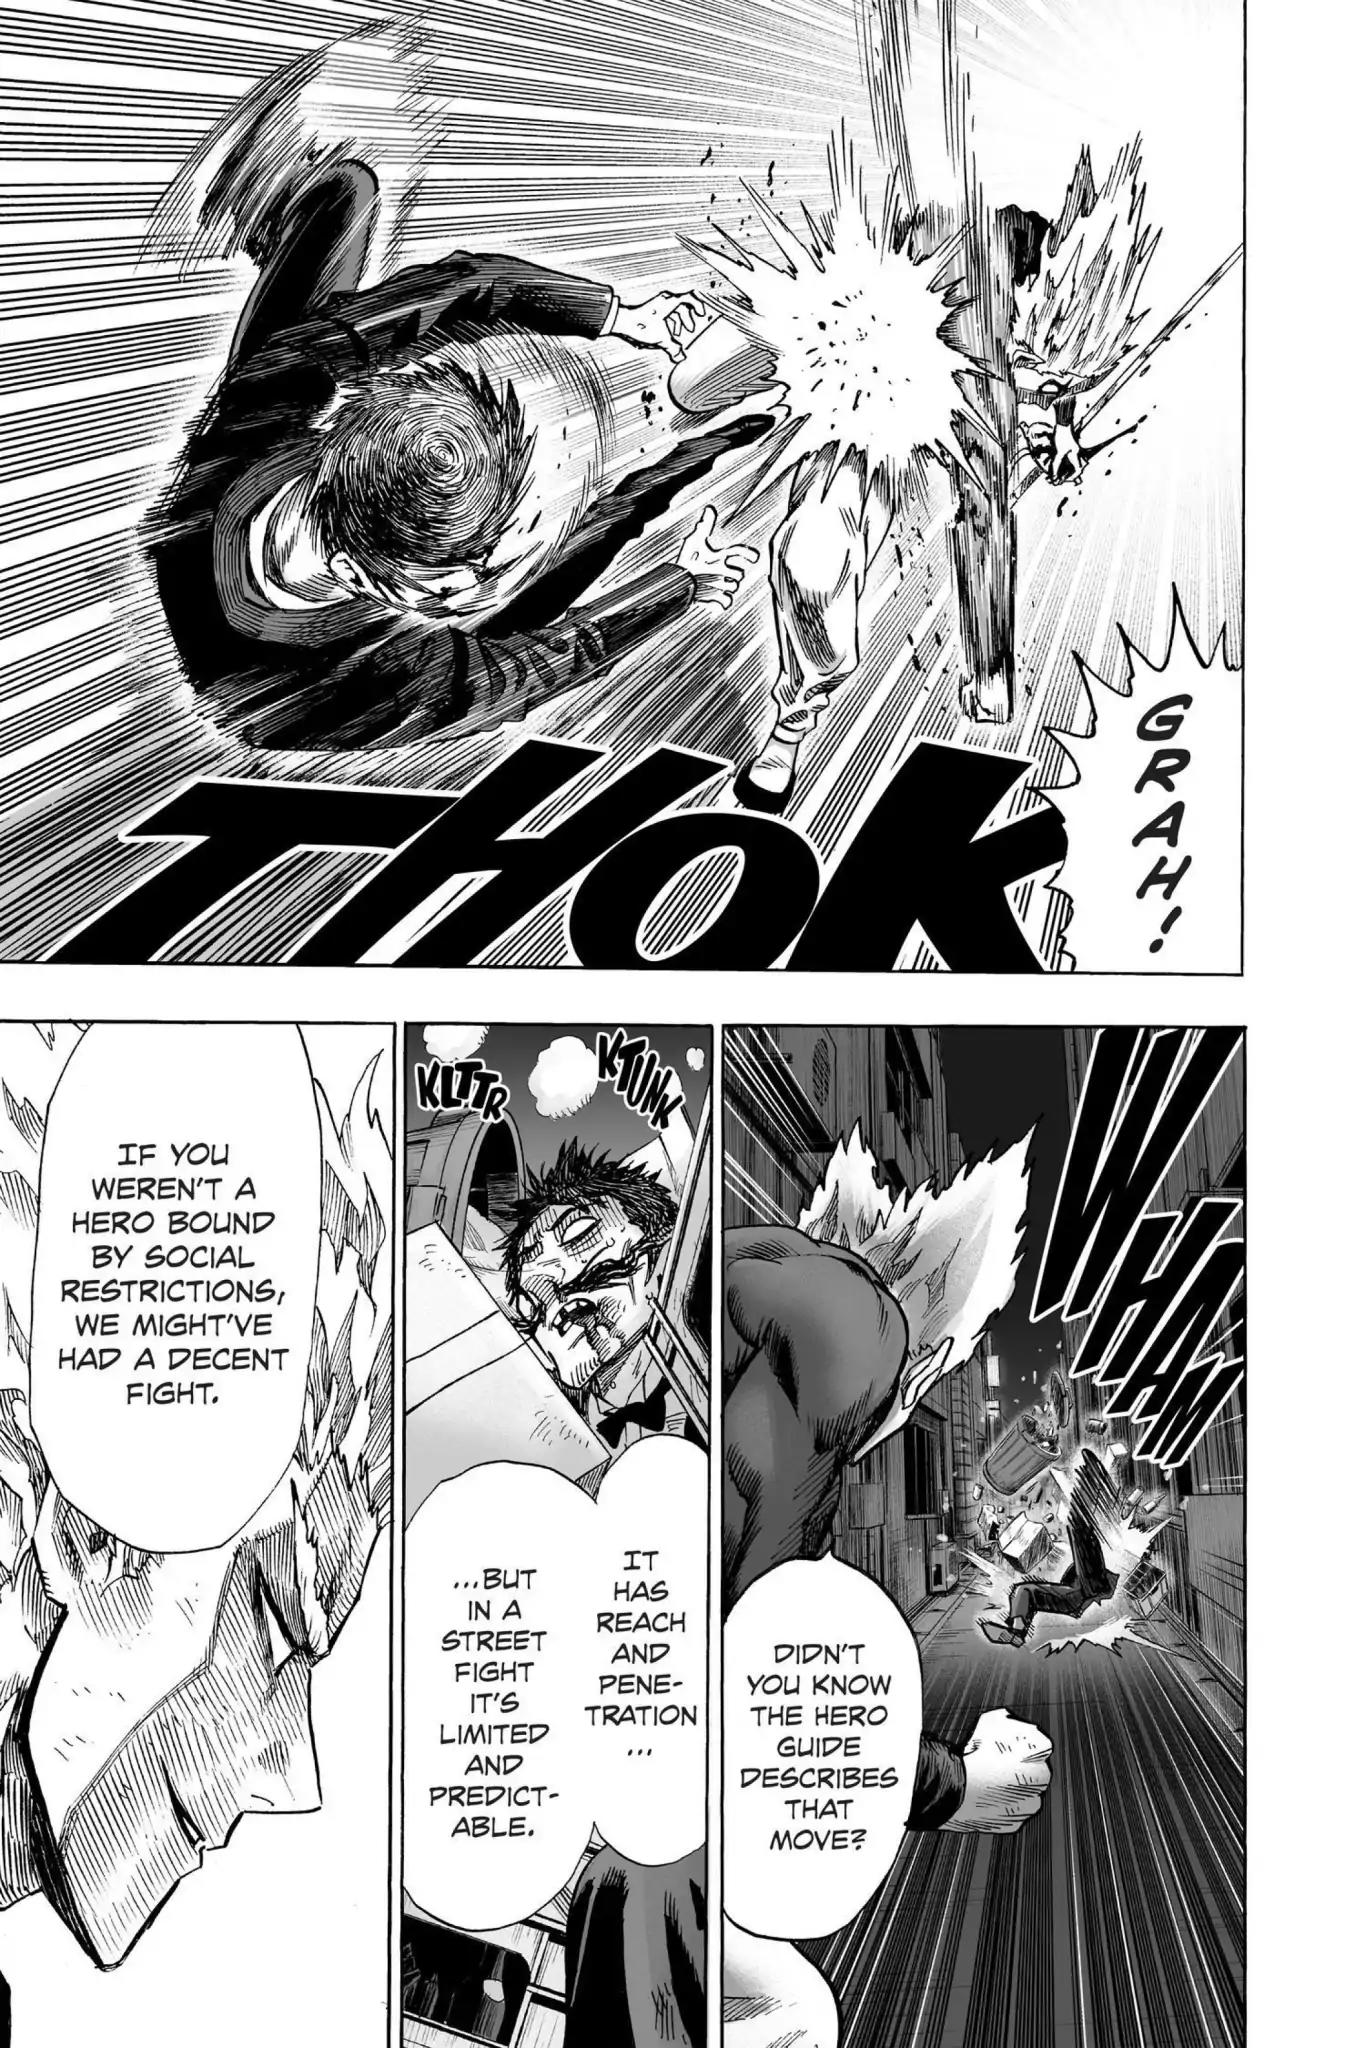 GRAH!
THOK
WHAM
DIDN'T
YOU KNOW
THE HERO
GUIDE
DESCRIBES
THAT
MOVE?
KTUNK
KLTTR
IT
HAS
REACH
AND
PENE-
TRATION
...
...BUT
IN A
STREET
FIGHT
IT'S
LIMITED
AND
PREDICT-
ABLE.
IF YOU
WEREN'T A
HERO BOUND
BY SOCIAL
RESTRICTIONS,
WE MIGHT'VE
HAD A DECENT
FIGHT.